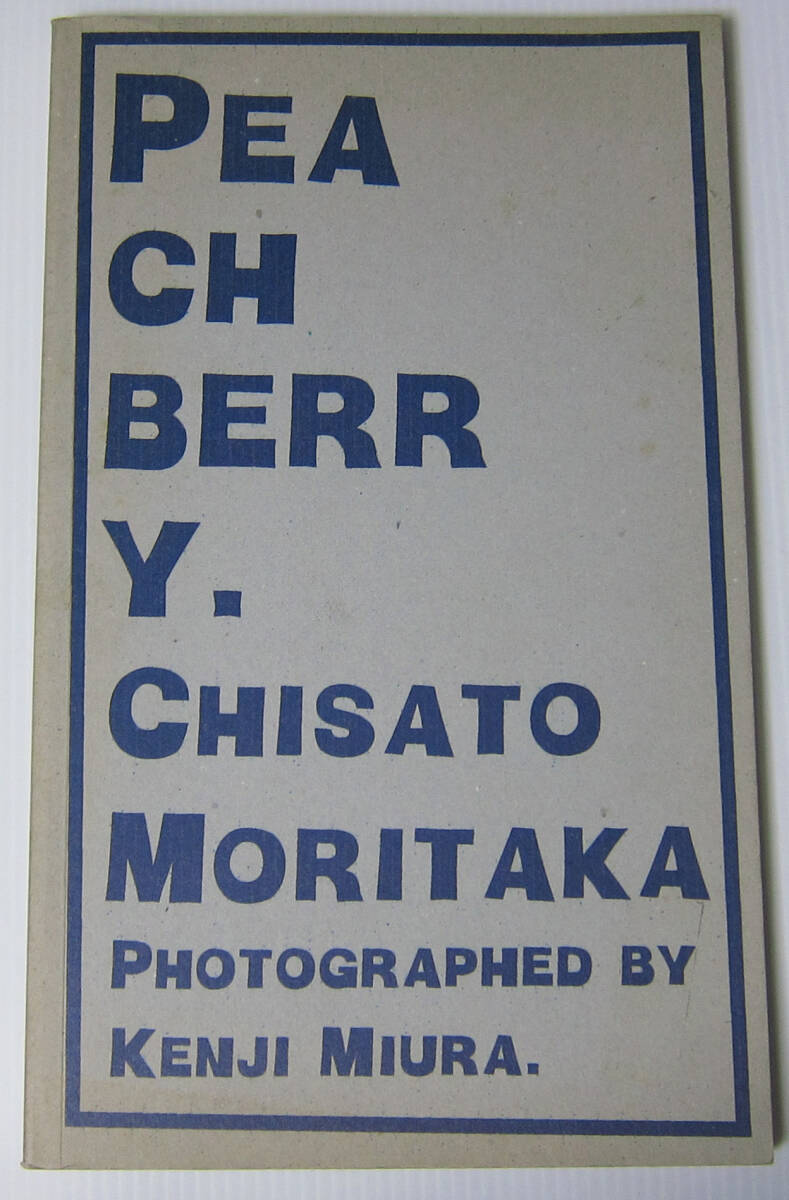 PEA
CH
BERR
Y.
CHISATO
MORITAKA
PHOTOGRAPHED BY
KENJI MIURA.